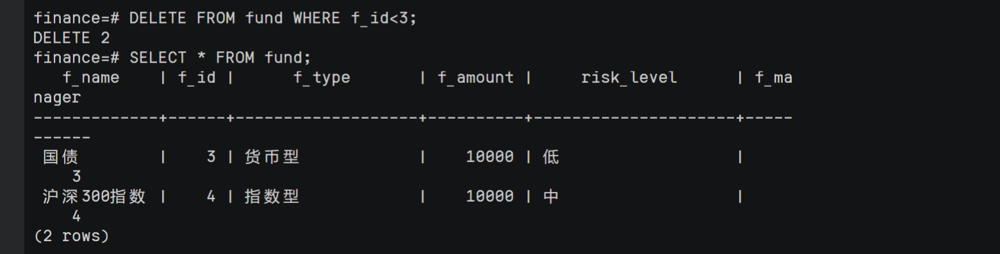 finance=# DELETE FROM fund WHERE f_id<3;
DELETE 2
finance=# SELECT * FROM fund;
   f_name    | f_id |      f_type       | f_amount |     risk_level      | f_ma
nager
-------------+------+-------------------+----------+---------------------+-----
------
 国债        |    3 | 货币型            |    10000 | 低                  |
    3
 沪深300指数 |    4 | 指数型            |    10000 | 中                  |
    4
(2 rows)